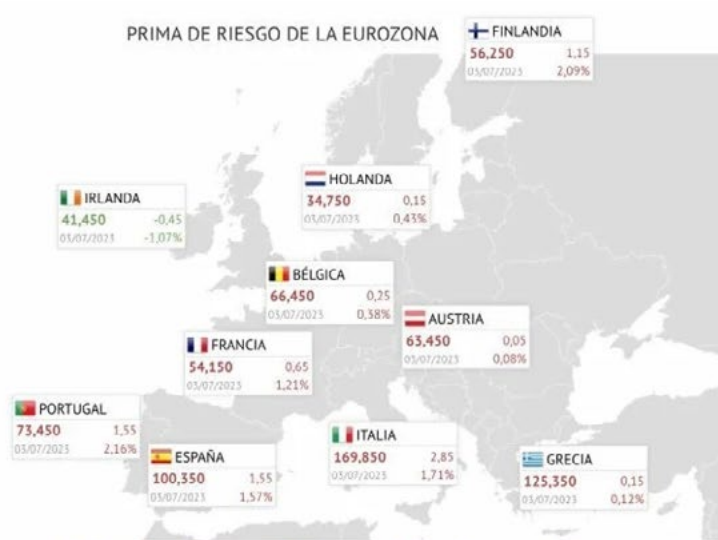 PRIMA DE RIESGO DE LA EUROZONA
FINLANDIA
56,250 1,15
03/07/2023 2,09%
HOLANDA
34,750 0,15
03/07/2023 0,43%
IRLANDA
41,450 -0,45
03/07/2023 -1,07%
BÉLGICA
66,450 0,25
03/07/2023 0,38%
AUSTRIA
63,450 0,05
03/07/2023 0,08%
FRANCIA
54,150 0,65
03/07/2023 1,21%
PORTUGAL
73,450 1,55
03/07/2023 2,16%
ESPAÑA
100,350 1,55
03/07/2023 1,57%
ITALIA
169,850 2,85
03/07/2023 1,71%
GRECIA
125,350 0,15
03/07/2023 0,12%